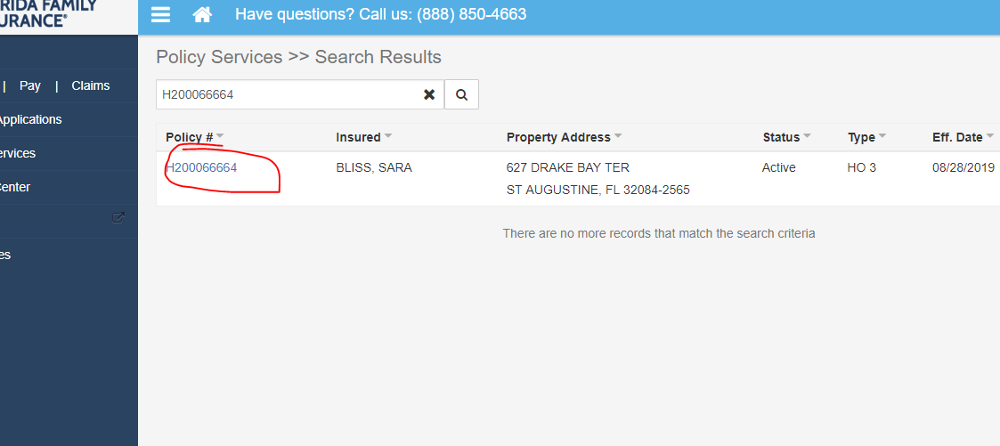 RIDA FAMILY
URANCE®
Have questions? Call us: (888) 850-4663
| Pay | Claims
Applications
ervices
Center
es
Policy Services >> Search Results
H200066664
Policy # Insured Property Address Status Type Eff. Date
H200066664 BLISS, SARA 627 DRAKE BAY TER Active HO 3 08/28/2019
ST AUGUSTINE, FL 32084-2565
There are no more records that match the search criteria